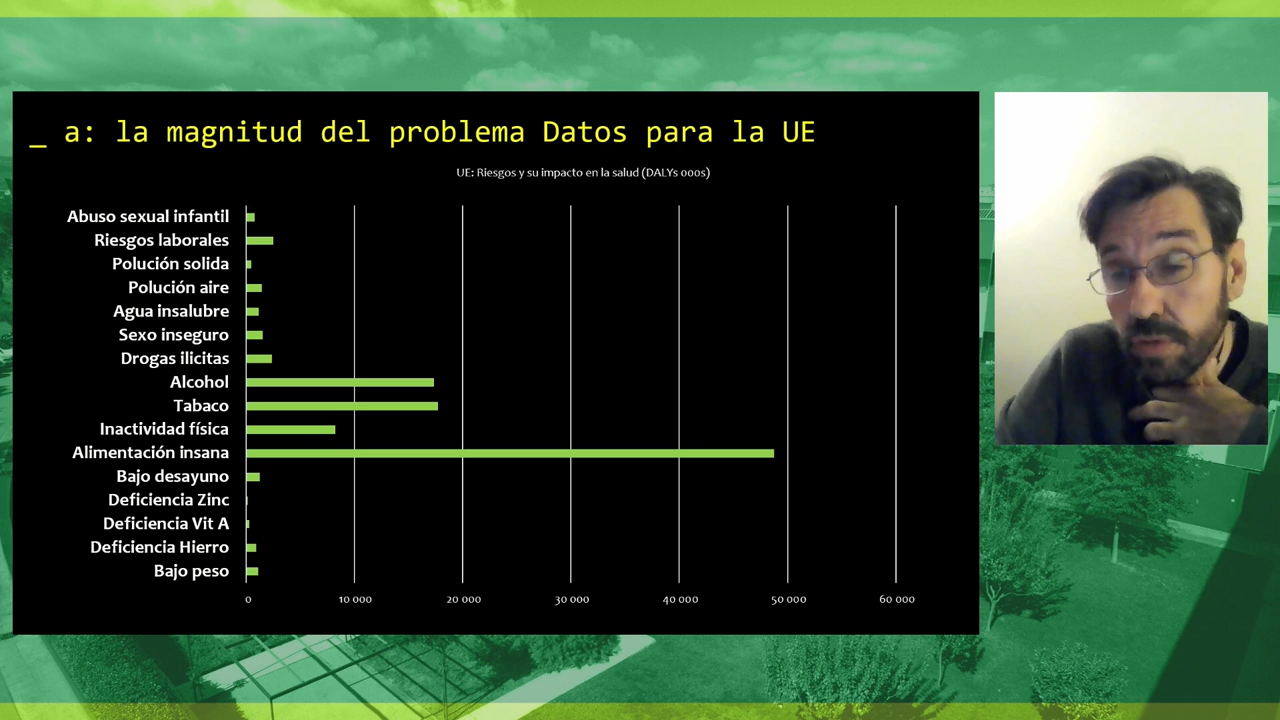 _ a: la magnitud del problema Datos para la UE
UE: Riesgos y su impacto en la salud (DALYs 000s)
Abuso sexual infantil
Riesgos laborales
Polución solida
Polución aire
Agua insalubre
Sexo inseguro
Drogas ilicitas
Alcohol
Tabaco
Inactividad física
Alimentación insana
Bajo desayuno
Deficiencia Zinc
Deficiencia Vit A
Deficiencia Hierro
Bajo peso
0 10 000 20 000 30 000 40 000 50 000 60 000